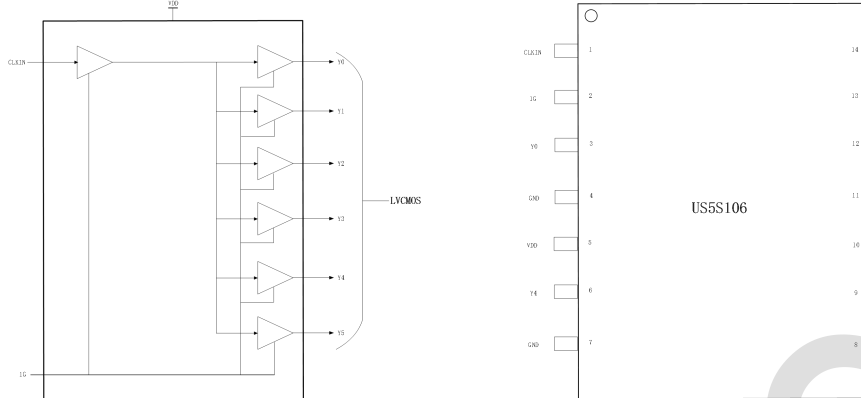 VDD
CLKIN
Y0
Y1
Y2
Y3
Y4
Y5
LVCMOS
1G
CLKIN 1 14
1G 2 13
Y0 3 12
GND 4 11
US5S106
VDD 5 10
Y4 6 9
GND 7 8